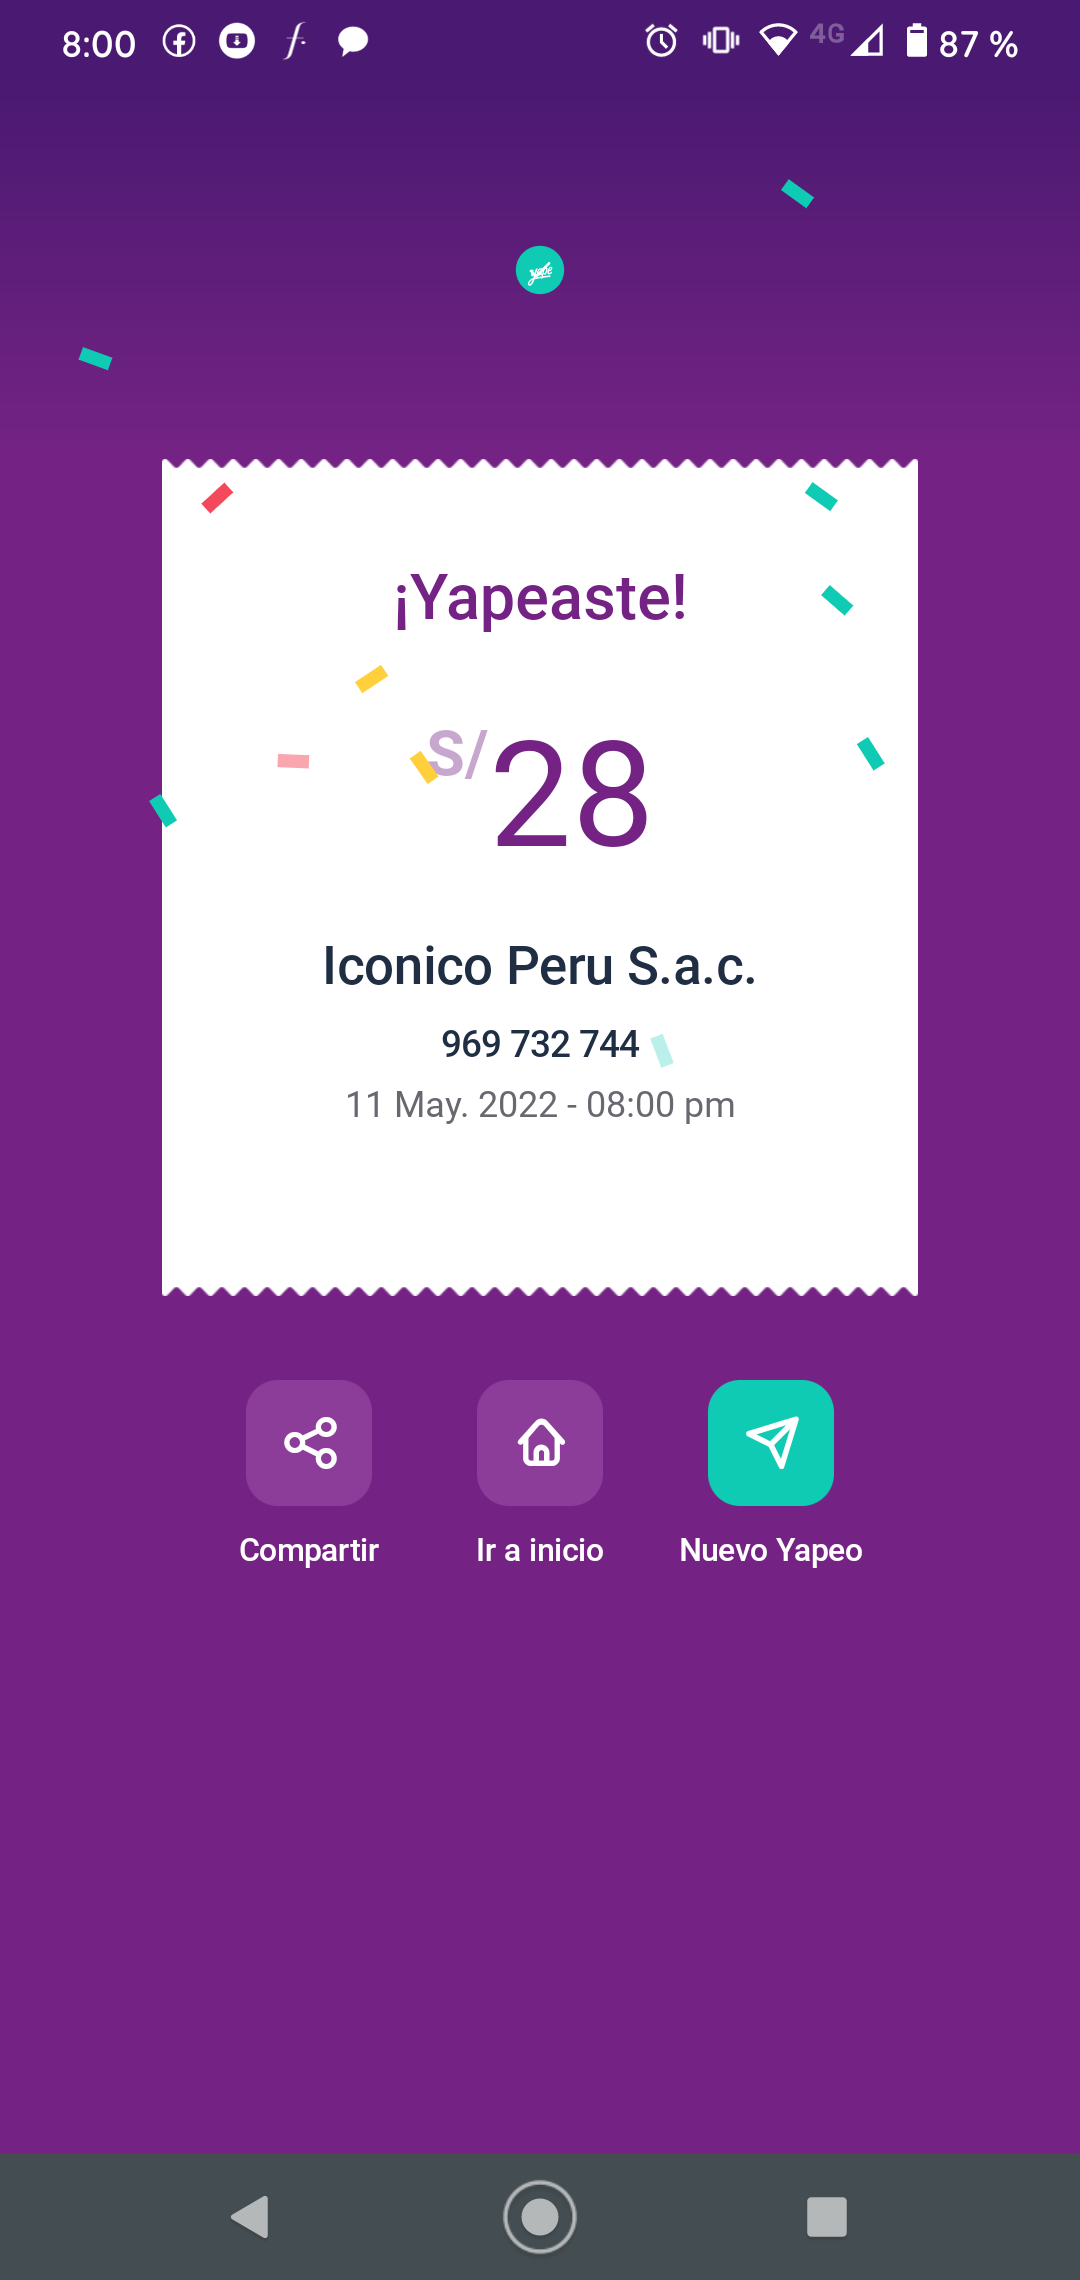 8:00
4G
87 %
yape
¡Yapeaste!
S/28
Iconico Peru S.a.c.
969 732 744
11 May. 2022 - 08:00 pm
Compartir
Ir a inicio
Nuevo Yapeo